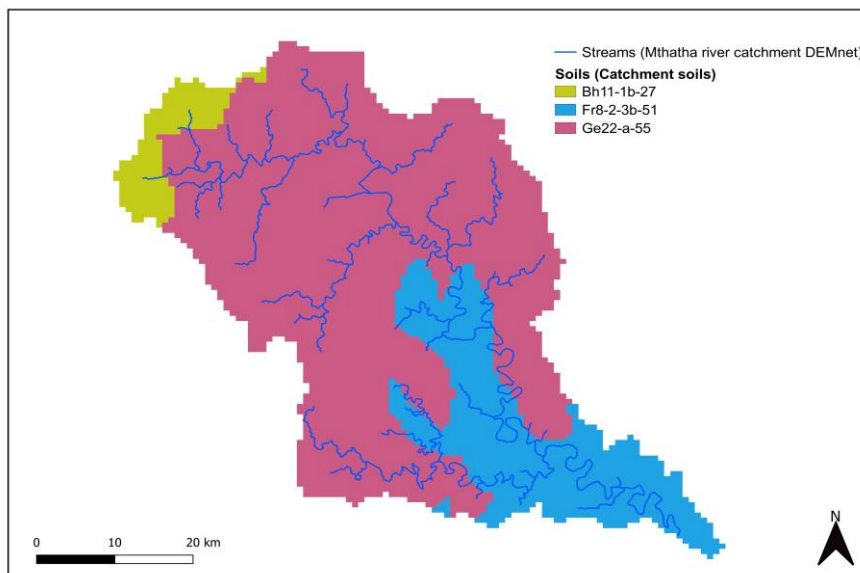 Streams (Mthatha river catchment DEMnet)
Soils (Catchment soils)
Bh11-1b-27
Fr8-2-3b-51
Ge22-a-55
N
0 10 20 km